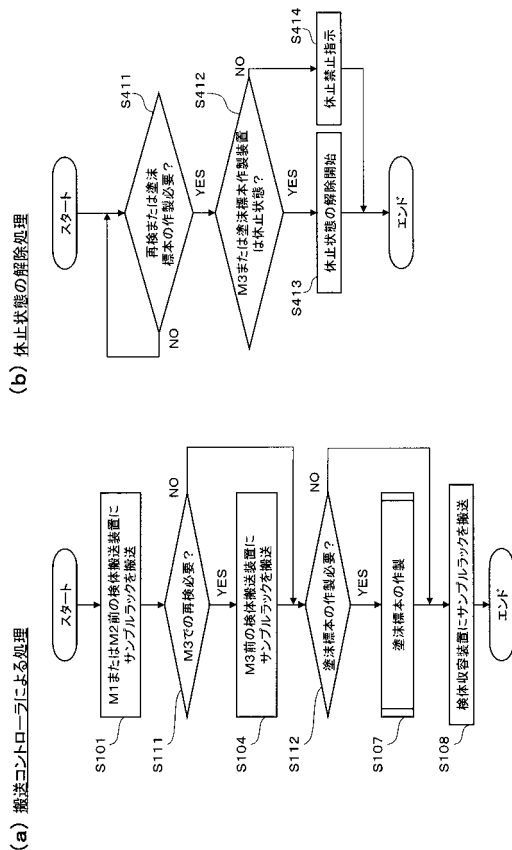 (a) 搬送コントローラによる処理
スタート
S101
M1またはM2前の検体搬送装置に
サンプルラックを搬送
S111
M3での再検必要？
NO
YES
S104
M3前の検体搬送装置に
サンプルラックを搬送
S112
塗沫標本の作製必要？
NO
YES
S107
塗沫標本の作製
S108
検体収容装置にサンプルラックを搬送
エンド
(b) 休止状態の解除処理
スタート
S411
再検または塗沫
標本の作製必要？
NO
YES
S412
M3または塗沫標本作製装置
は休止状態？
NO
YES
S413
休止状態の解除開始
S414
休止禁止指示
エンド